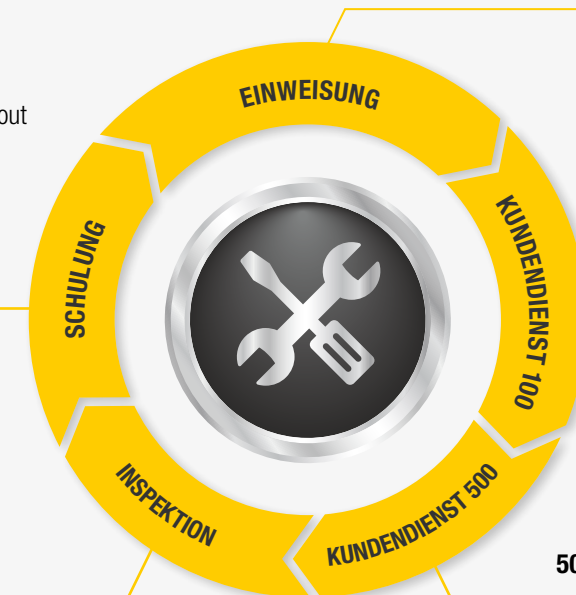 out
EINWEISUNG
KUNDENDIENST 100
KUNDENDIENST 500
INSPEKTION
SCHULUNG
50